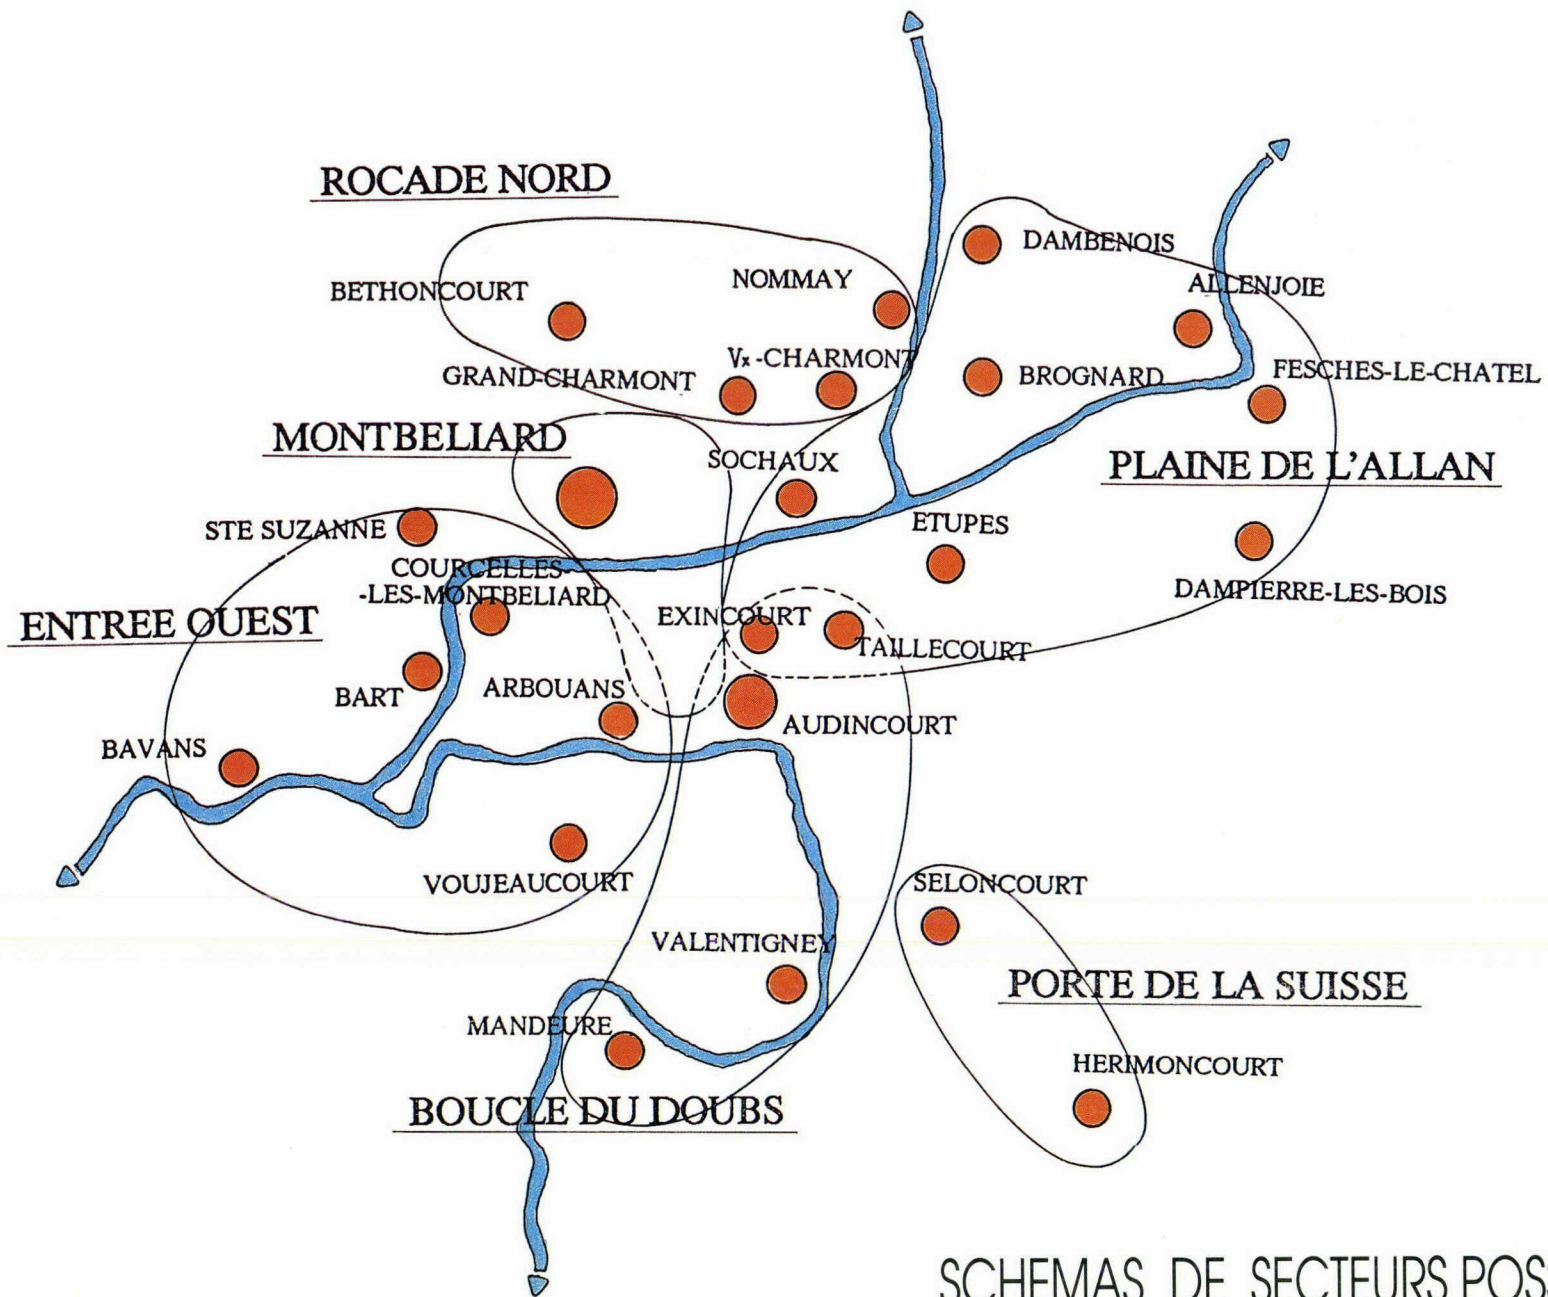 ROCADE NORD
DAMBENOIS
NOMMAY
ALLENJOIE
BETHONCOURT
Vx-CHARMONT
GRAND-CHARMONT
BROGNARD
FESCHES-LE-CHATEL
MONTBELIARD
SOCHAUX
PLAINE DE L'ALLAN
STE SUZANNE
ETUPES
COURCELLES-
-LES-MONTBELIARD
DAMPIERRE-LES-BOIS
ENTREE OUEST
EXINCOURT
TAILLECOURT
BART
ARBOUANS
AUDINCOURT
BAVANS
VOUJEAUCOURT
SELONCOURT
VALENTIGNEY
PORTE DE LA SUISSE
MANDEURE
HERIMONCOURT
BOUCLE DU DOUBS
SCHEMAS DE SECTEURS